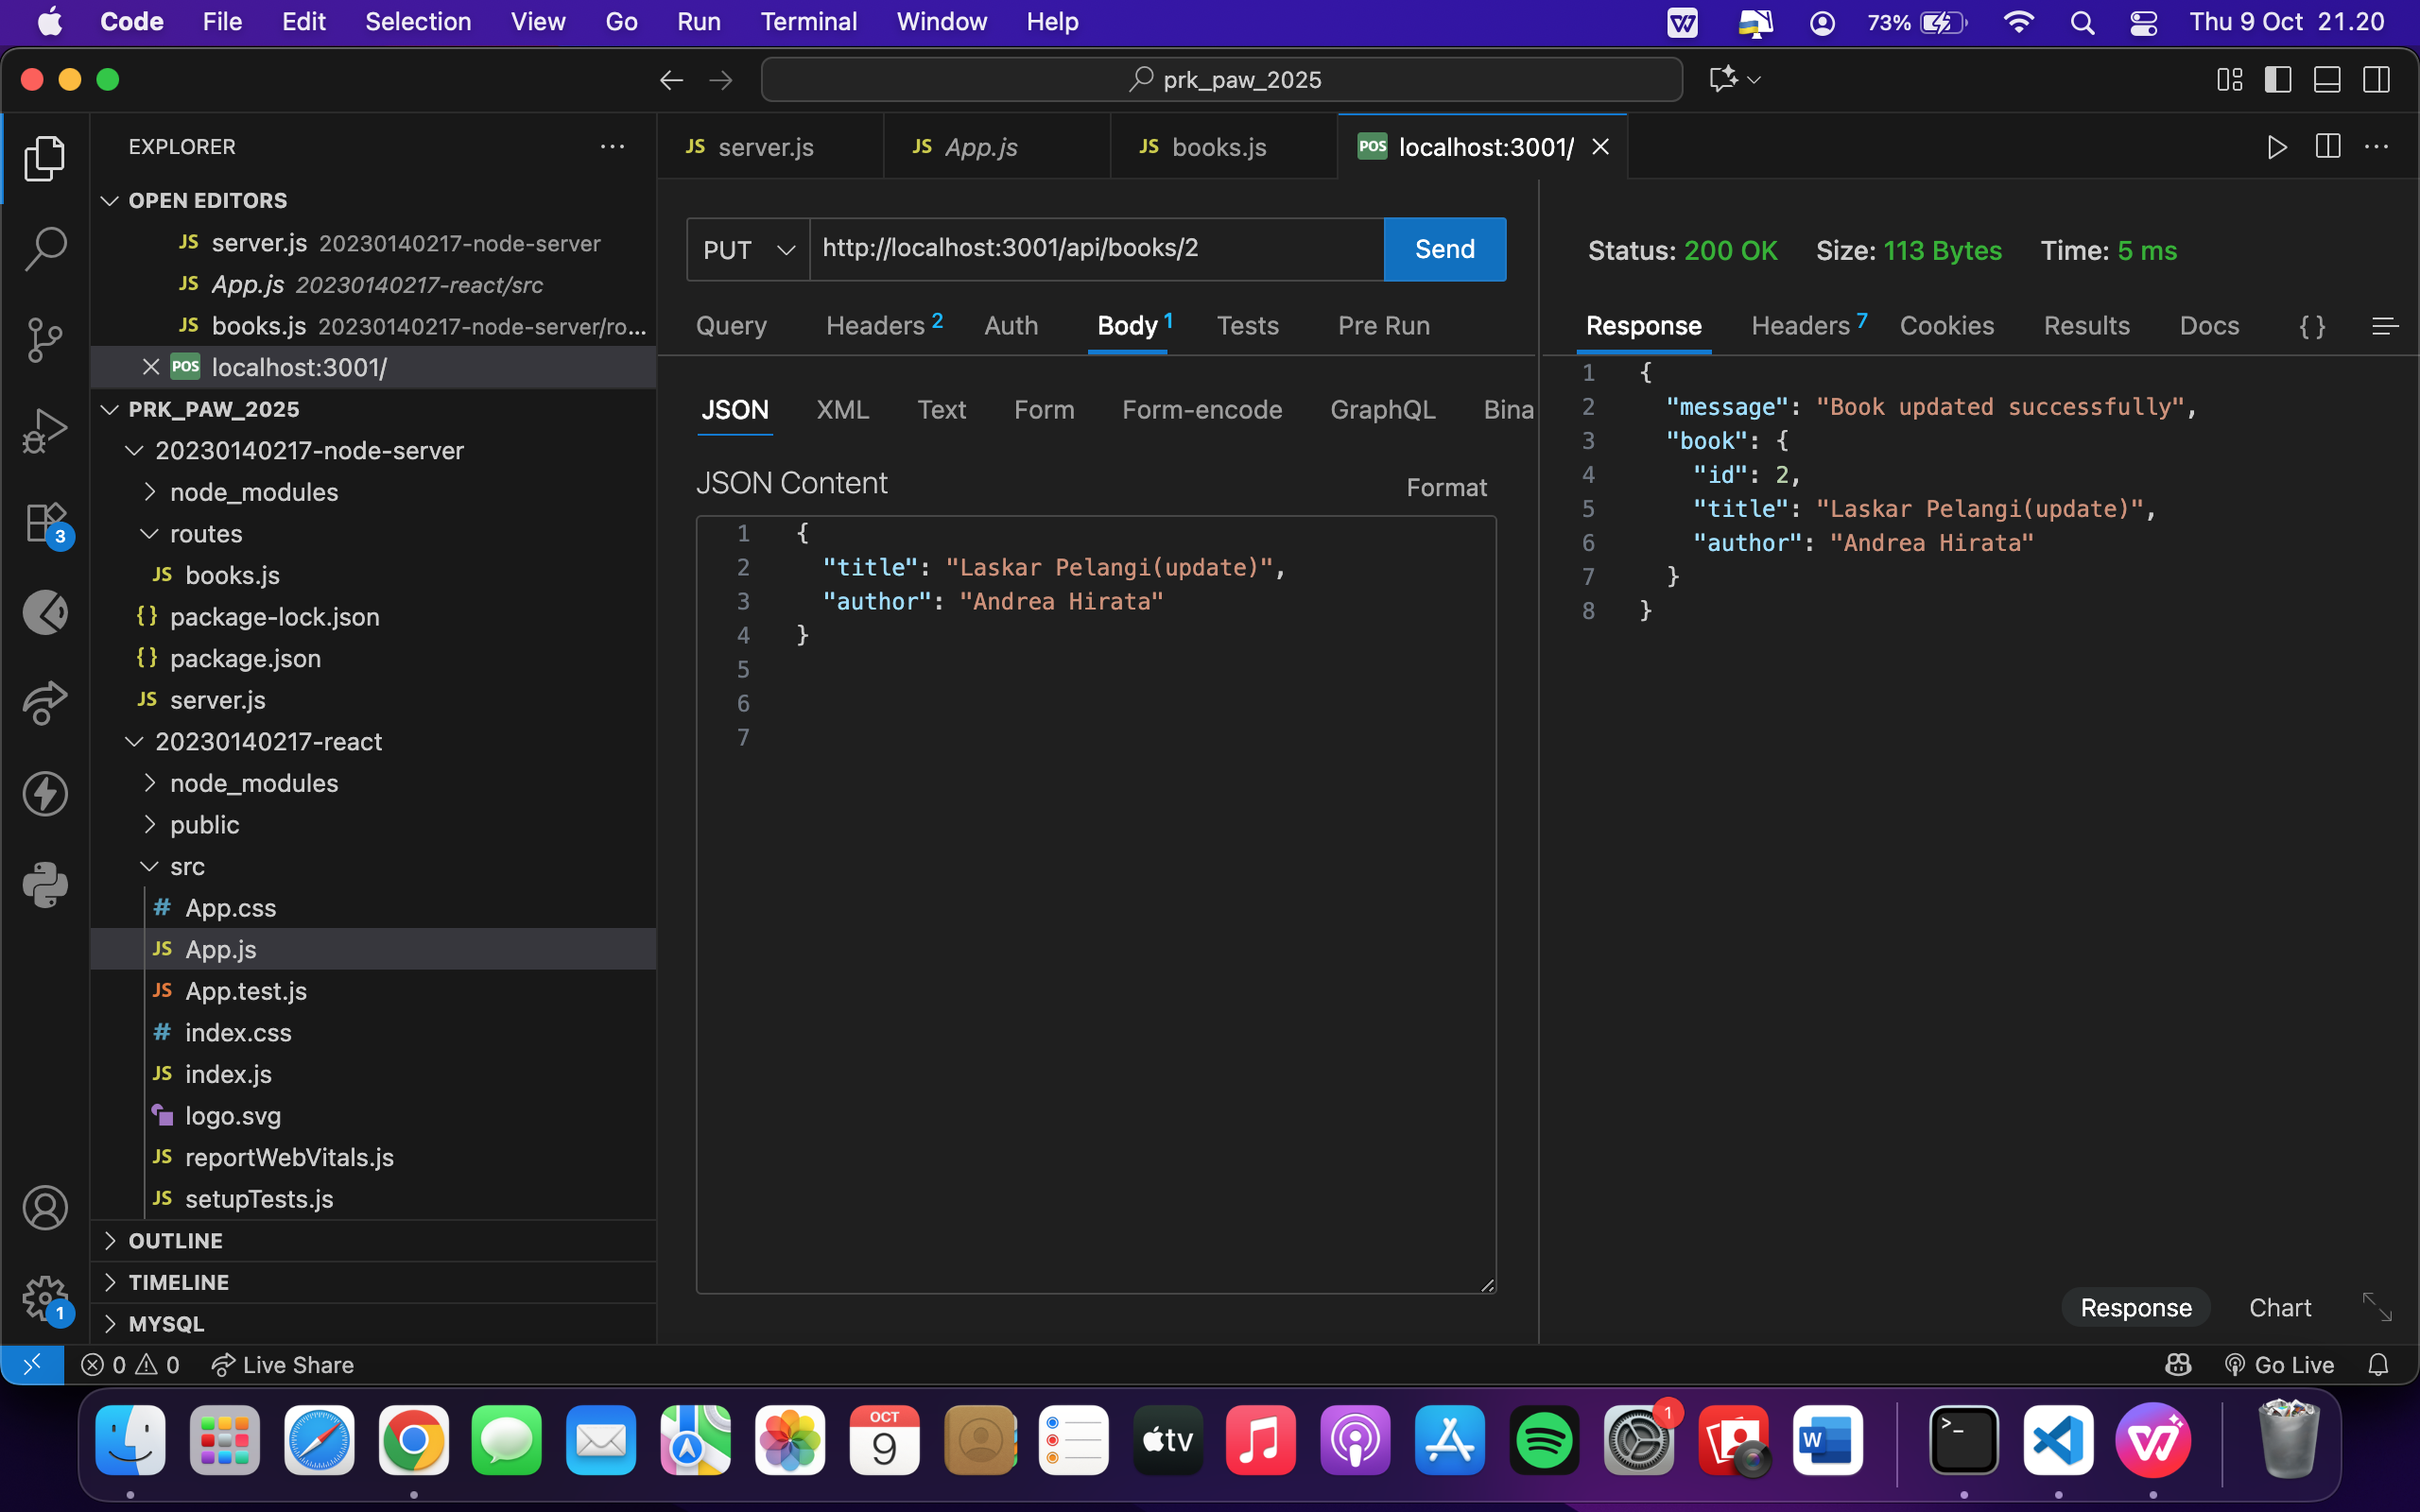 Code File Edit Selection View Go Run Terminal Window Help 73% Thu 9 Oct 21.20
prk_paw_2025
EXPLORER
OPEN EDITORS
JS server.js 20230140217-node-server
JS App.js 20230140217-react/src
JS books.js 20230140217-node-server/ro...
POS localhost:3001/
PRK_PAW_2025
20230140217-node-server
node_modules
routes
JS books.js
{} package-lock.json
{} package.json
JS server.js
20230140217-react
node_modules
public
src
# App.css
JS App.js
JS App.test.js
# index.css
JS index.js
logo.svg
JS reportWebVitals.js
JS setupTests.js
OUTLINE
TIMELINE
MYSQL
3
1
JS server.js JS App.js JS books.js POS localhost:3001/
PUT http://localhost:3001/api/books/2 Send
Query Headers 2 Auth Body 1 Tests Pre Run
JSON XML Text Form Form-encode GraphQL Bina
JSON Content Format
1 {
2 "title": "Laskar Pelangi(update)",
3 "author": "Andrea Hirata"
4 }
5
6
7
Status: 200 OK Size: 113 Bytes Time: 5 ms
Response Headers 7 Cookies Results Docs {}
1 {
2 "message": "Book updated successfully",
3 "book": {
4 "id": 2,
5 "title": "Laskar Pelangi(update)",
6 "author": "Andrea Hirata"
7 }
8 }
Response Chart
0 0 Live Share Go Live
OCT
9
tv
1
W
>_